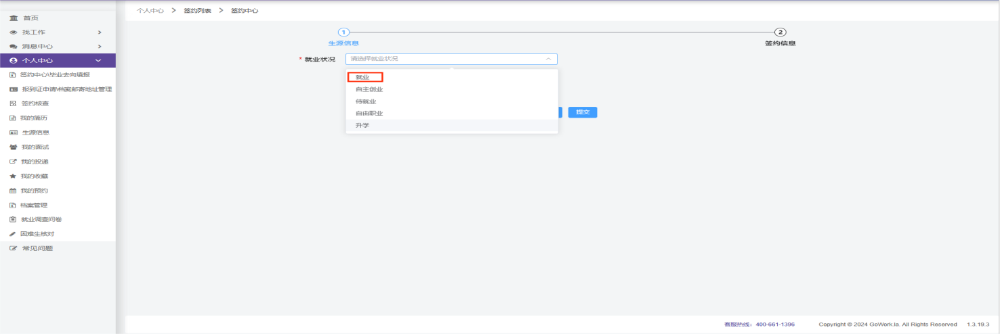 个人中心 > 签约列表 > 签约中心
首页
找工作 >
消息中心 >
个人中心
签约中心\毕业去向填报
报到证申请\档案邮寄地址管理
签约核查
我的简历
生源信息
我的面试
我的投递
我的收藏
我的预约
档案管理
就业调查问卷
困难生核对
常见问题
1
生源信息
2
签约信息
* 就业状况 请选择就业状况
就业
自主创业
待就业
自由职业
升学
提交
客服热线：400-661-1396 Copyright © 2024 GoWork.la. All Rights Reserved 1.3.19.3